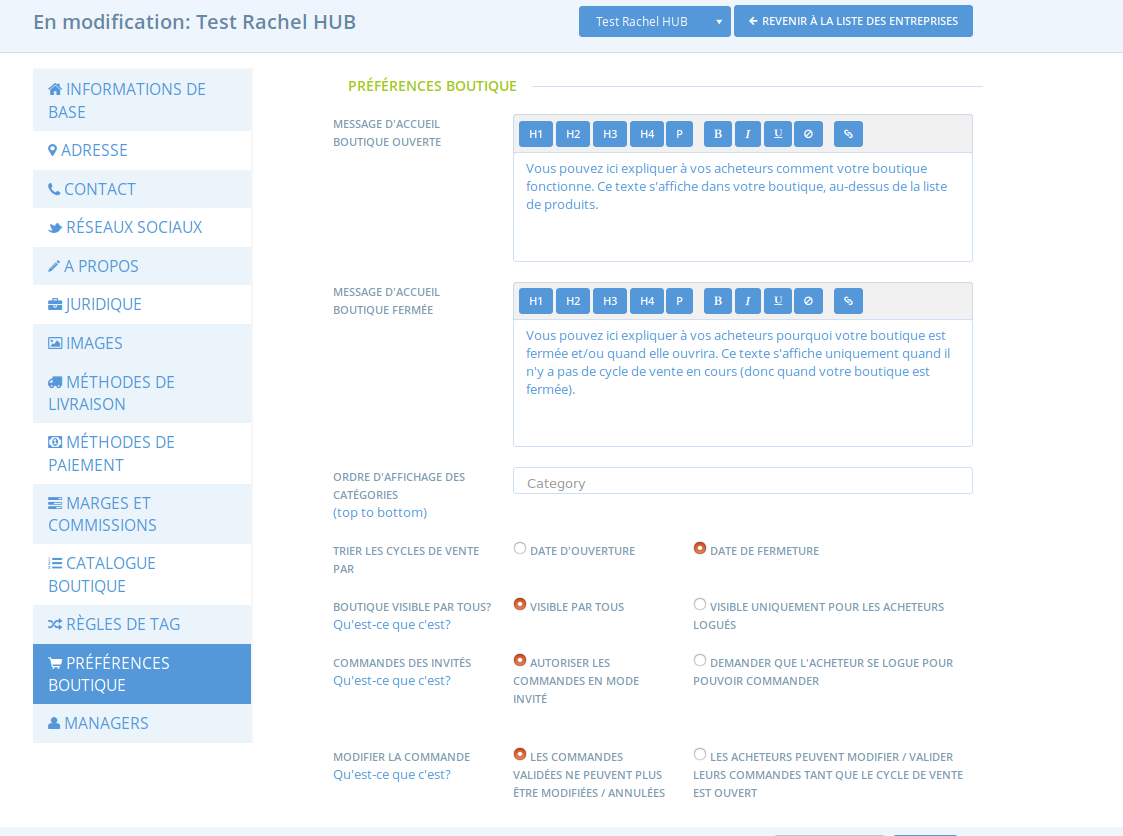 En modification: Test Rachel HUB
Test Rachel HUB
REVENIR À LA LISTE DES ENTREPRISES
INFORMATIONS DE
BASE
ADRESSE
CONTACT
RÉSEAUX SOCIAUX
A PROPOS
JURIDIQUE
IMAGES
MÉTHODES DE
LIVRAISON
MÉTHODES DE
PAIEMENT
MARGES ET
COMMISSIONS
CATALOGUE
BOUTIQUE
RÈGLES DE TAG
PRÉFÉRENCES
BOUTIQUE
MANAGERS
PRÉFÉRENCES BOUTIQUE
MESSAGE D'ACCUEIL
BOUTIQUE OUVERTE
H1 H2 H3 H4 P B I U
Vous pouvez ici expliquer à vos acheteurs comment votre boutique
fonctionne. Ce texte s'affiche dans votre boutique, au-dessus de la liste
de produits.
MESSAGE D'ACCUEIL
BOUTIQUE FERMÉE
H1 H2 H3 H4 P B I U
Vous pouvez ici expliquer à vos acheteurs pourquoi votre boutique est
fermée et/ou quand elle ouvrira. Ce texte s'affiche uniquement quand il
n'y a pas de cycle de vente en cours (donc quand votre boutique est
fermée).
ORDRE D'AFFICHAGE DES
CATÉGORIES
(top to bottom)
Category
TRIER LES CYCLES DE VENTE
PAR
DATE D'OUVERTURE
DATE DE FERMETURE
BOUTIQUE VISIBLE PAR TOUS?
Qu'est-ce que c'est?
VISIBLE PAR TOUS
VISIBLE UNIQUEMENT POUR LES ACHETEURS
LOGUÉS
COMMANDES DES INVITÉS
Qu'est-ce que c'est?
AUTORISER LES
COMMANDES EN MODE
INVITÉ
DEMANDER QUE L'ACHETEUR SE LOGUE POUR
POUVOIR COMMANDER
MODIFIER LA COMMANDE
Qu'est-ce que c'est?
LES COMMANDES
VALIDÉES NE PEUVENT PLUS
ÊTRE MODIFIÉES / ANNULÉES
LES ACHETEURS PEUVENT MODIFIER / VALIDER
LEURS COMMANDES TANT QUE LE CYCLE DE VENTE
EST OUVERT